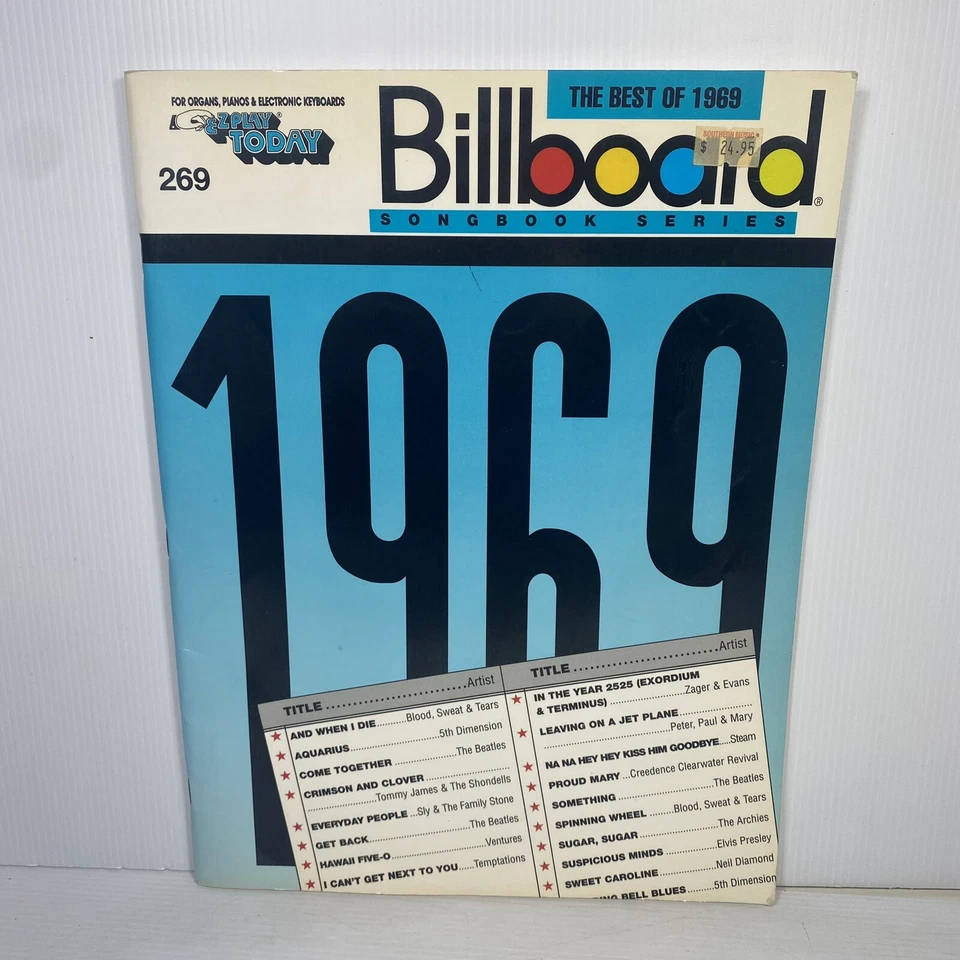 FOR ORGANS, PIANOS & ELECTRONIC KEYBOARDS
E-Z PLAY®
TODAY
269
THE BEST OF 1969
Billboard®
SOUTHERN MUSIC
$ 24.95
SONGBOOK SERIES
1969
TITLE..........................Artist
AND WHEN I DIE..........Blood, Sweat & Tears
AQUARIUS..........................5th Dimension
COME TOGETHER ..................The Beatles
CRIMSON AND CLOVER ......................
..................Tommy James & The Shondells
EVERYDAY PEOPLE ...Sly & The Family Stone
GET BACK..........................The Beatles
HAWAII FIVE-O..........................Ventures
I CAN'T GET NEXT TO YOU.....Temptations
TITLE ..........................Artist
IN THE YEAR 2525 (EXORDIUM
& TERMINUS) ..................Zager & Evans
LEAVING ON A JET PLANE..................
..........................Peter, Paul & Mary
NA NA HEY HEY KISS HIM GOODBYE....Steam
PROUD MARY ...Creedence Clearwater Revival
SOMETHING ..........................The Beatles
SPINNING WHEEL .......Blood, Sweat & Tears
SUGAR, SUGAR ....................The Archies
SUSPICIOUS MINDS ....................Elvis Presley
SWEET CAROLINE....................Neil Diamond
BELL BLUES.......5th Dimension